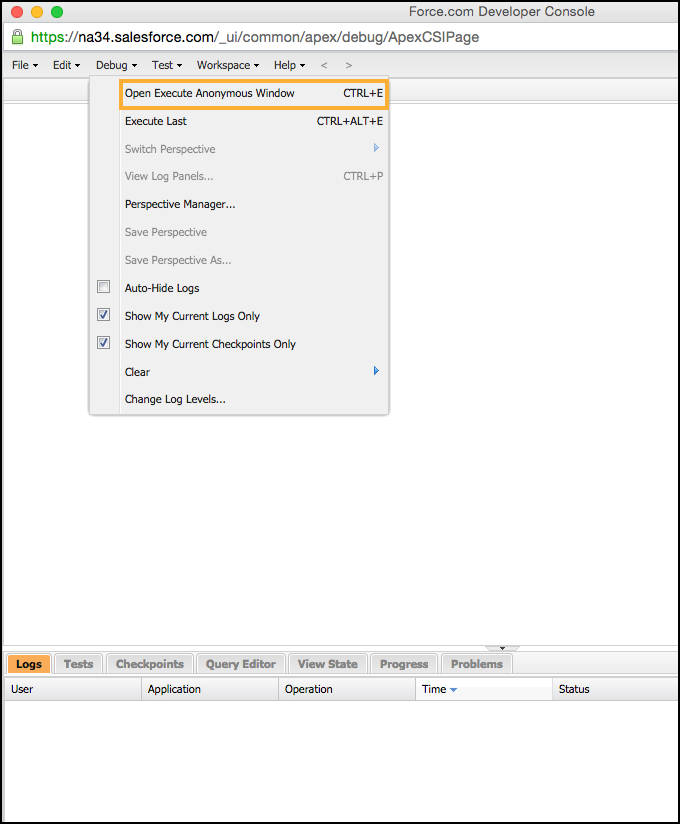 Force.com Developer Console
https://na34.salesforce.com/_ui/common/apex/debug/ApexCSIPage
File Edit Debug Test Workspace Help < >
Open Execute Anonymous Window CTRL+E
Execute Last CTRL+ALT+E
Switch Perspective
View Log Panels... CTRL+P
Perspective Manager...
Save Perspective
Save Perspective As...
Auto-Hide Logs
Show My Current Logs Only
Show My Current Checkpoints Only
Clear
Change Log Levels...
Logs Tests Checkpoints Query Editor View State Progress Problems
User Application Operation Time Status